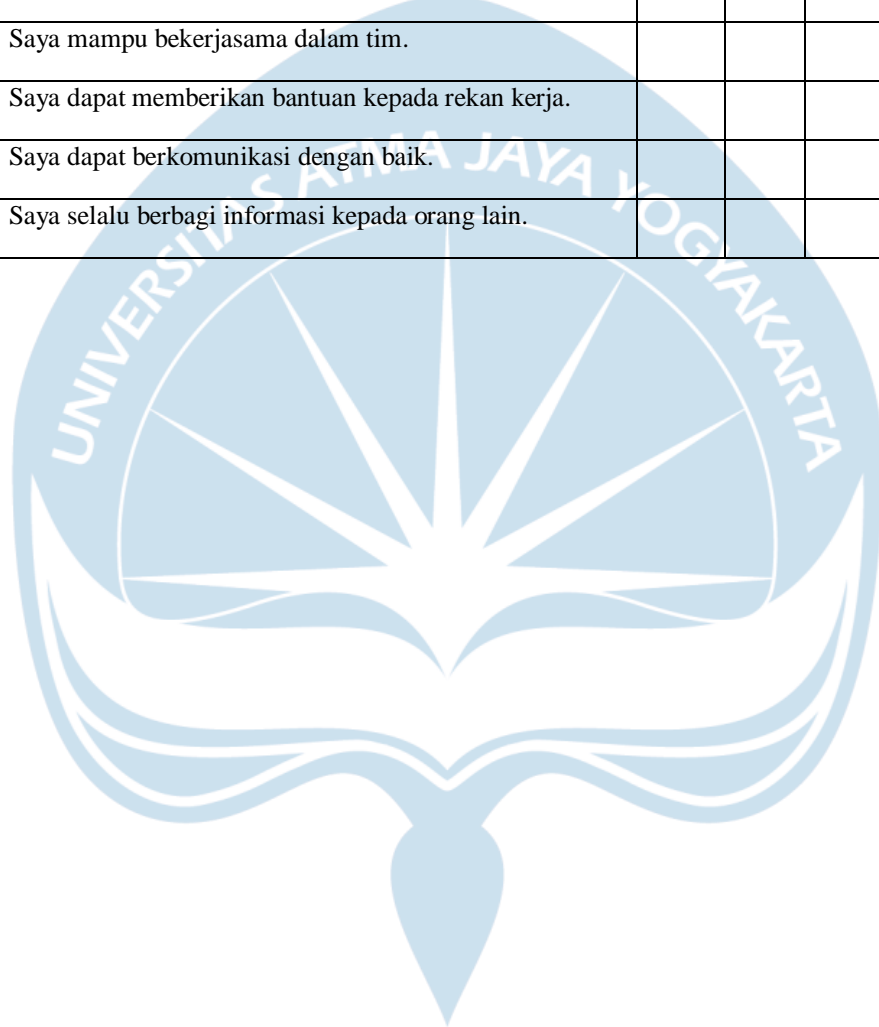 Saya mampu bekerjasama dalam tim.
Saya dapat memberikan bantuan kepada rekan kerja.
Saya dapat berkomunikasi dengan baik.
Saya selalu berbagi informasi kepada orang lain.
UNIVERSITAS ATMA JAYA YOGYAKARTA